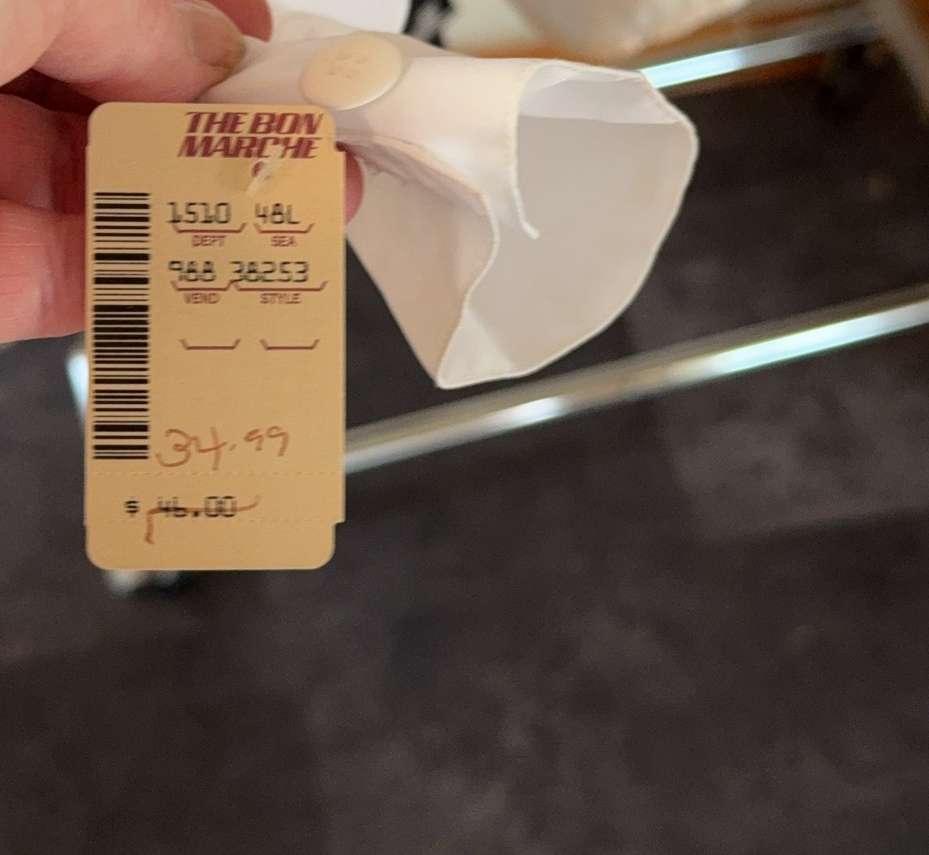 THE BON
MARCHE
1510 48L
DEPT SEA
988 38253
VEND STYLE
34.99
$ 46.00